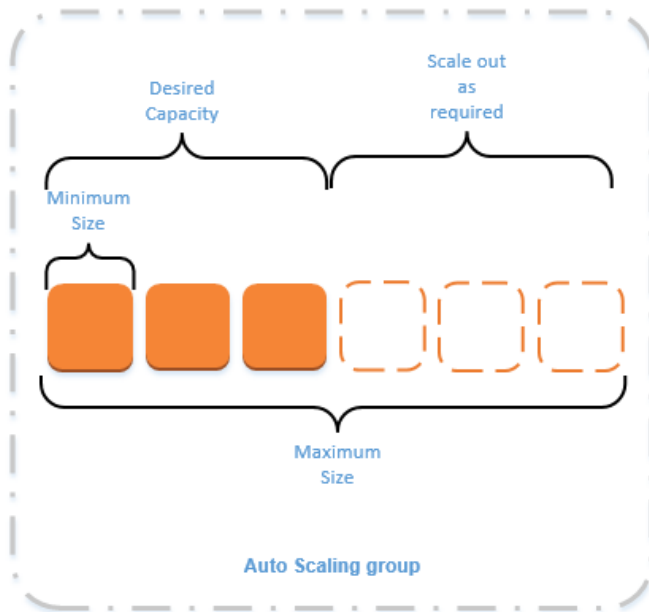 Desired
Capacity
Scale out
as
required
Minimum
Size
Maximum
Size
Auto Scaling group